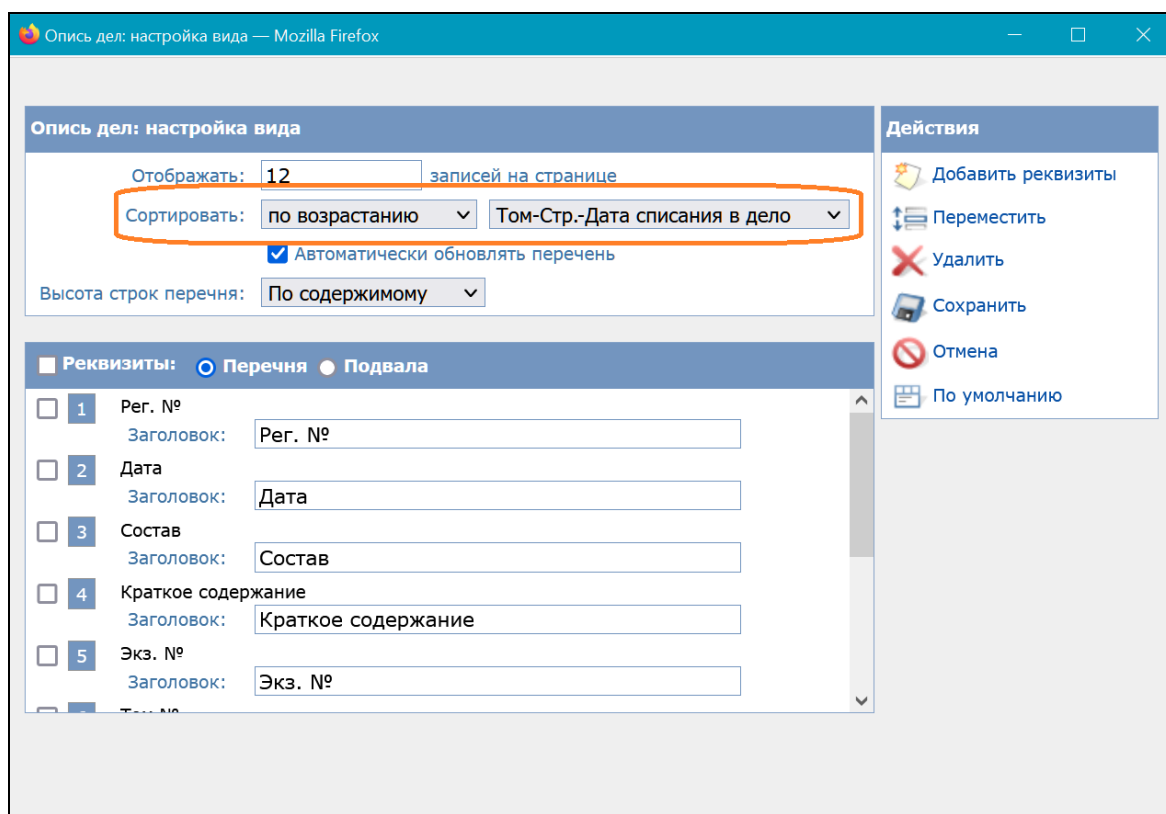 Опись дел: настройка вида — Mozilla Firefox
Опись дел: настройка вида
Отображать: 12 записей на странице
Сортировать: по возрастанию Том-Стр.-Дата списания в дело
Автоматически обновлять перечень
Высота строк перечня: По содержимому
Действия
Добавить реквизиты
Переместить
Удалить
Сохранить
Отмена
По умолчанию
Реквизиты: Перечня Подвала
1 Рег. №
Заголовок: Рег. №
2 Дата
Заголовок: Дата
3 Состав
Заголовок: Состав
4 Краткое содержание
Заголовок: Краткое содержание
5 Экз. №
Заголовок: Экз. №